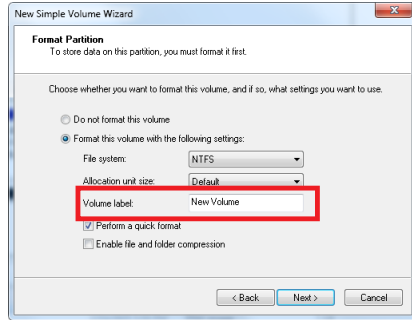 New Simple Volume Wizard
Format Partition
To store data on this partition, you must format it first.
Choose whether you want to format this volume, and if so, what settings you want to use.
Do not format this volume
Format this volume with the following settings:
File system: NTFS
Allocation unit size: Default
Volume label: New Volume
Perform a quick format
Enable file and folder compression
< Back Next > Cancel